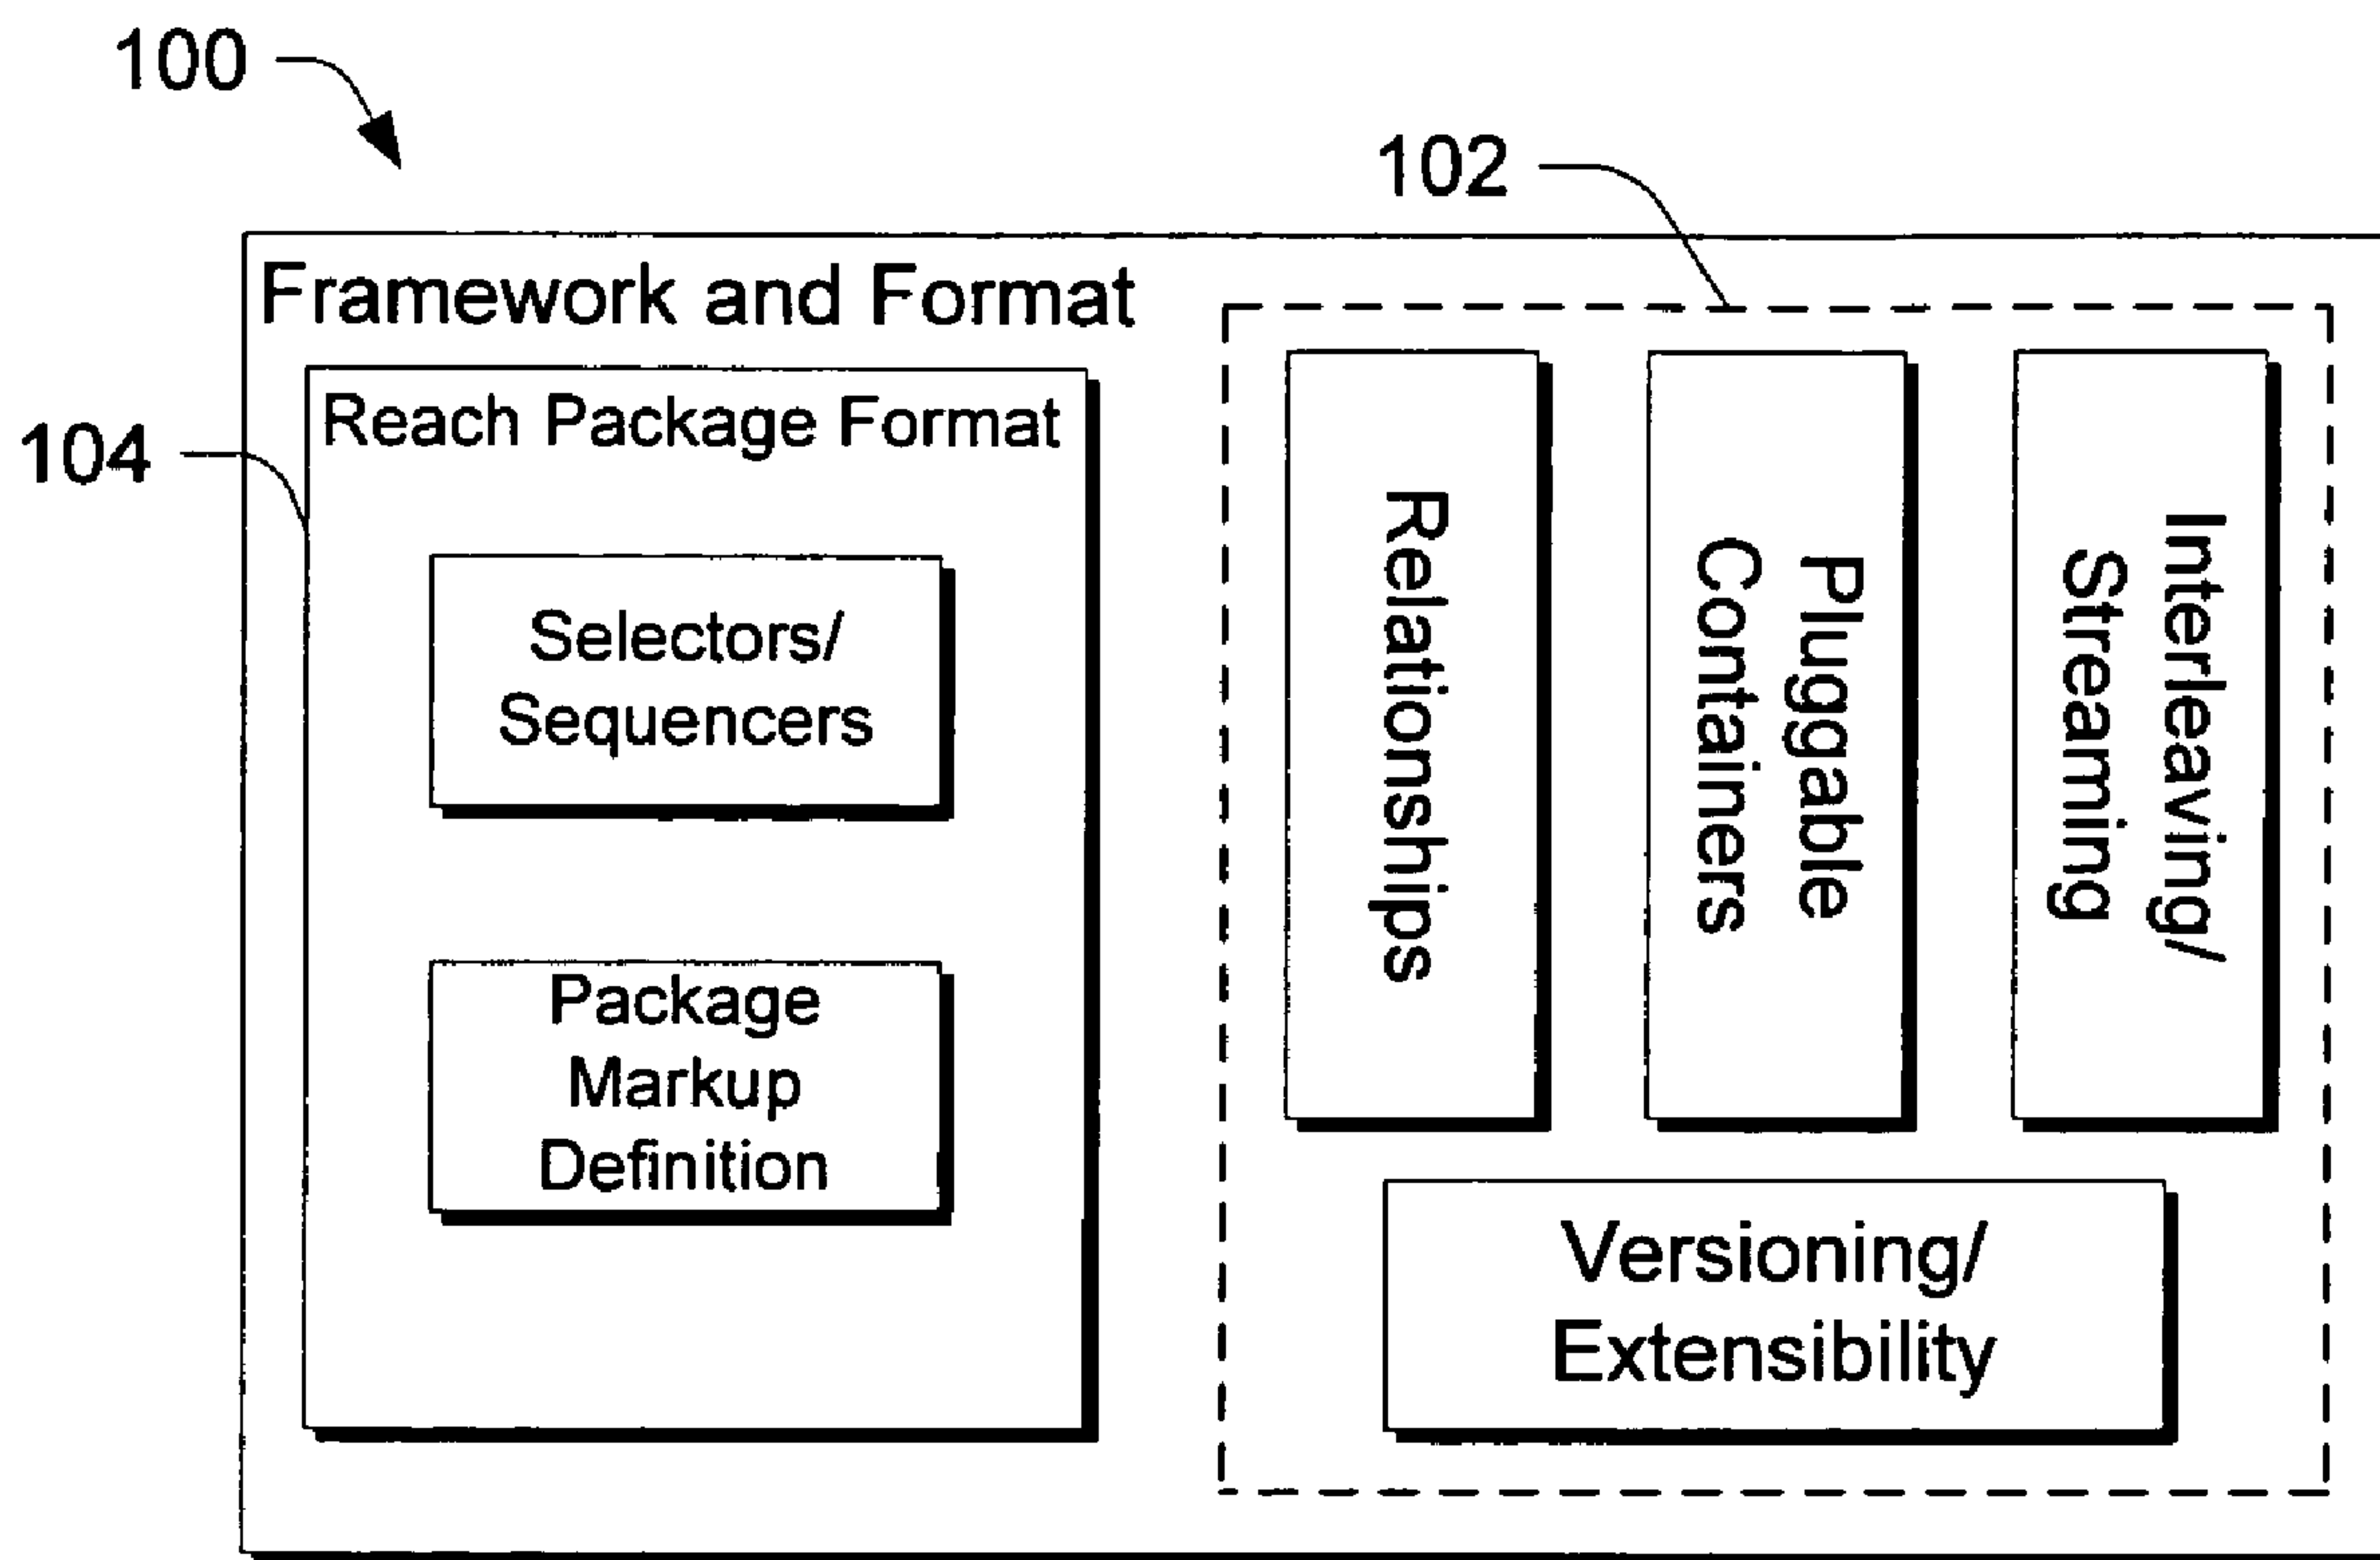 100
102
Framework and Format
Reach Package Format
104
Selectors/
Sequencers
Package
Markup
Definition
Relationships
Pluggable
Containers
Interleaving/
Streaming
Versioning/
Extensibility